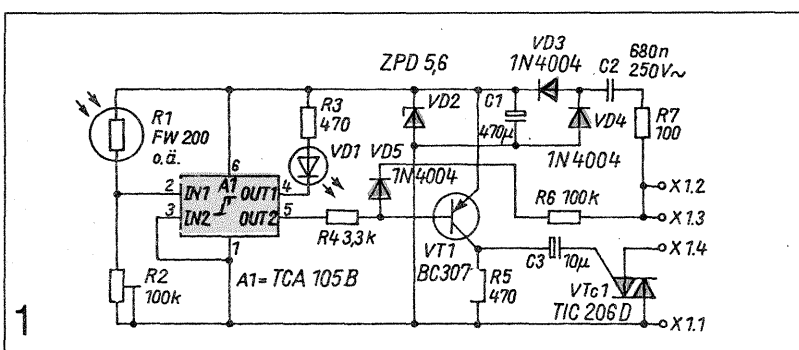 ZPD 5,6
VD3
1N4004
C2
680n
250V~
R1
FW 200
o.ä.
R3
470
VD1
VD2
C1
470µ
VD4
R7
100
VD5
1N4004
1N4004
6
A1
2
IN1
OUT1
4
3
IN2
OUT2
5
1
R4 3,3k
R6 100k
X1.2
X1.3
X1.4
R2
100k
A1= TCA 105 B
VT1
BC307
R5
470
C3
10µ
VTc1
TIC 206 D
X1.1
1